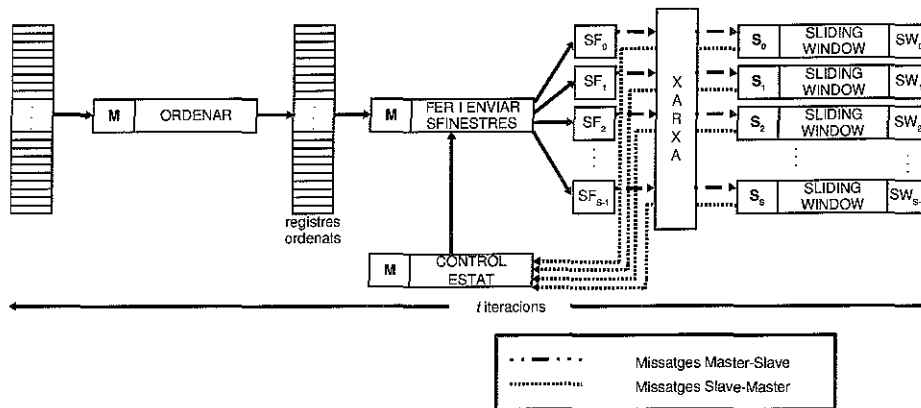 M ORDENAR
registres
ordenats
M FER I ENVIAR
SFINESTRES
M CONTROL
ESTAT
SF0
SF1
SF2
SFS-1
XARXA
S0 SLIDING
WINDOW
S1 SLIDING
WINDOW SW1
S2 SLIDING
WINDOW SW2
SS SLIDING
WINDOW SWS-1
t iteracions
Missatges Master-Slave
Missatges Slave-Master